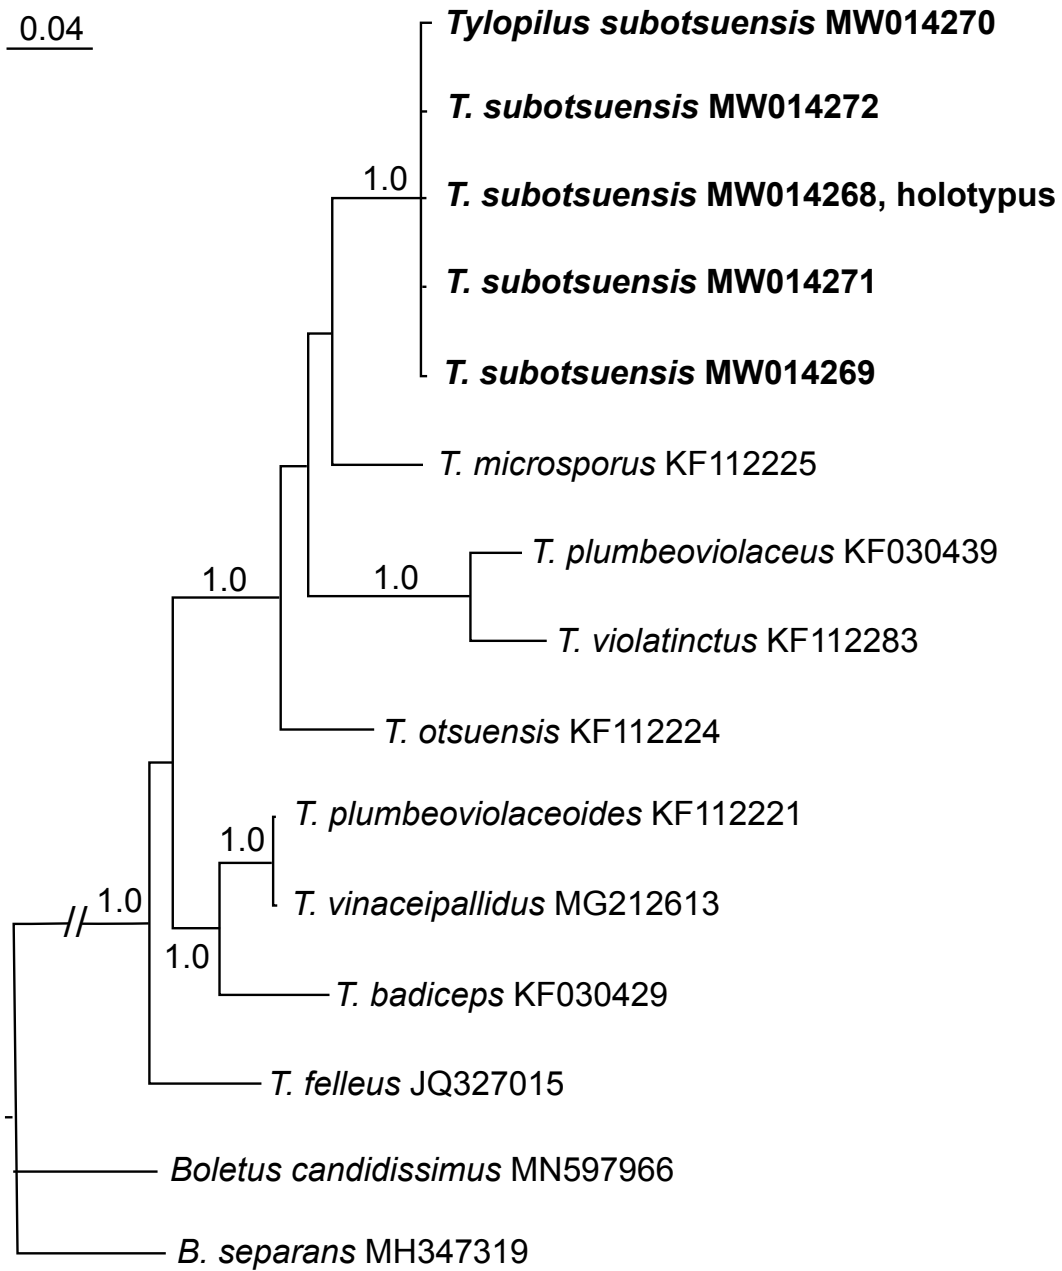 0.04
Tylopilus subotsuensis MW014270
T. subotsuensis MW014272
1.0
T. subotsuensis MW014268, holotypus
T. subotsuensis MW014271
T. subotsuensis MW014269
T. microsporus KF112225
T. plumbeoviolaceus KF030439
1.0
1.0
T. violatinctus KF112283
T. otsuensis KF112224
T. plumbeoviolaceoides KF112221
1.0
T. vinaceipallidus MG212613
1.0
1.0
T. badiceps KF030429
T. felleus JQ327015
Boletus candidissimus MN597966
B. separans MH347319